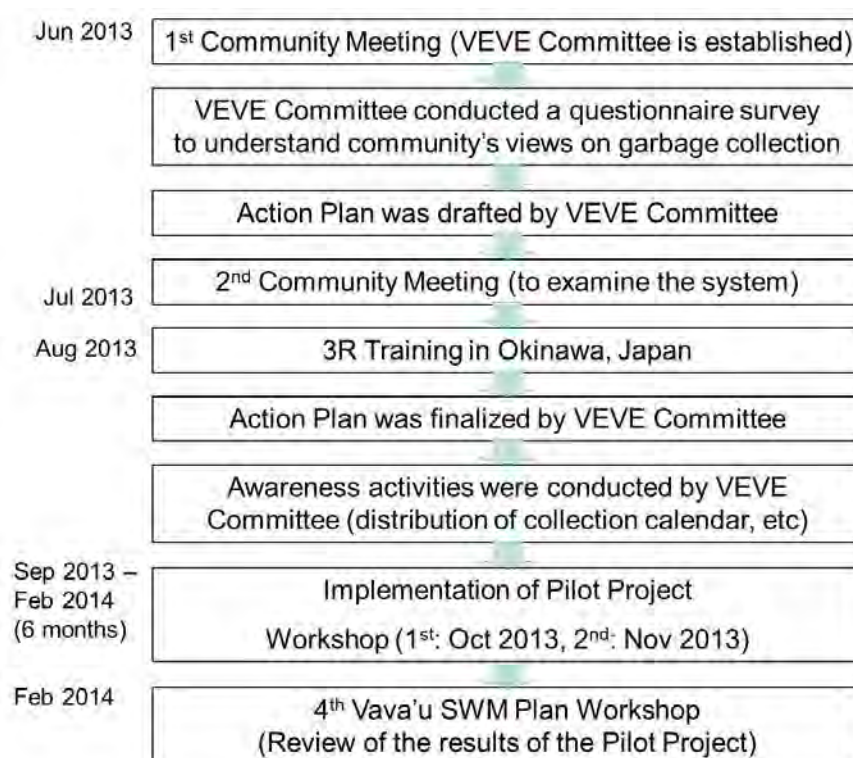 Jun 2013
1st Community Meeting (VEVE Committee is established)
VEVE Committee conducted a questionnaire survey
to understand community's views on garbage collection
Action Plan was drafted by VEVE Committee
Jul 2013
2nd Community Meeting (to examine the system)
Aug 2013
3R Training in Okinawa, Japan
Action Plan was finalized by VEVE Committee
Awareness activities were conducted by VEVE
Committee (distribution of collection calendar, etc)
Sep 2013 –
Feb 2014
(6 months)
Implementation of Pilot Project
Workshop (1st: Oct 2013, 2nd: Nov 2013)
Feb 2014
4th Vava'u SWM Plan Workshop
(Review of the results of the Pilot Project)